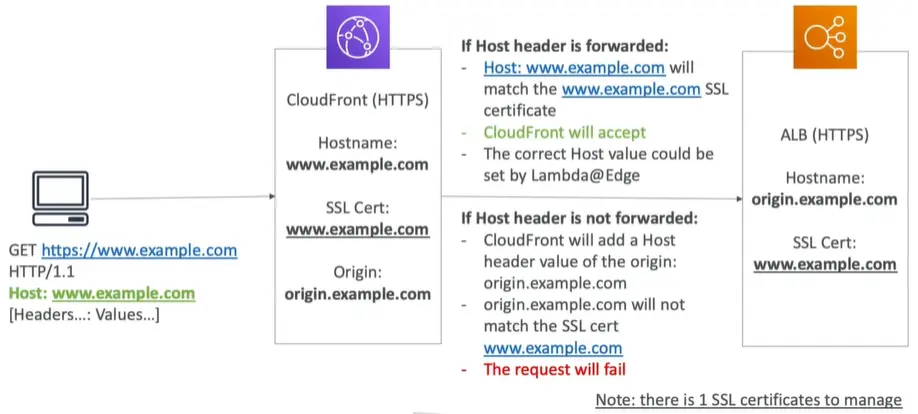 GET https://www.example.com
HTTP/1.1
Host: www.example.com
[Headers...: Values...]
CloudFront (HTTPS)
Hostname:
www.example.com
SSL Cert:
www.example.com
Origin:
origin.example.com
If Host header is forwarded:
- Host: www.example.com will
match the www.example.com SSL
certificate
- CloudFront will accept
- The correct Host value could be
set by Lambda@Edge
If Host header is not forwarded:
- CloudFront will add a Host
header value of the origin:
origin.example.com
- origin.example.com will not
match the SSL cert
www.example.com
- The request will fail
ALB (HTTPS)
Hostname:
origin.example.com
SSL Cert:
www.example.com
Note: there is 1 SSL certificates to manage